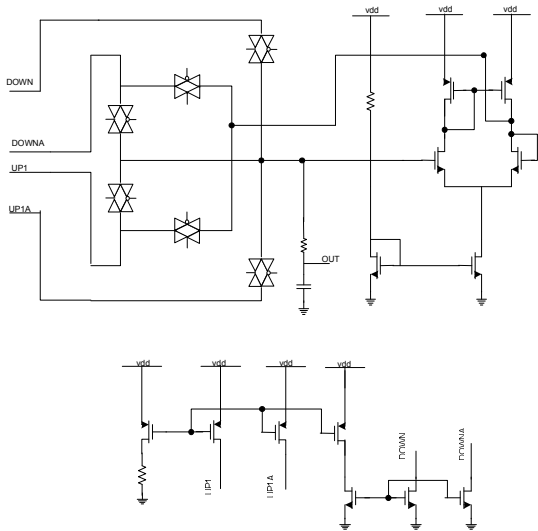 vdd vdd vdd
DOWN
DOWNA
UP1
UP1A
OUT
vdd vdd vdd vdd
UP1
UP1A
DOWN
DOWNA